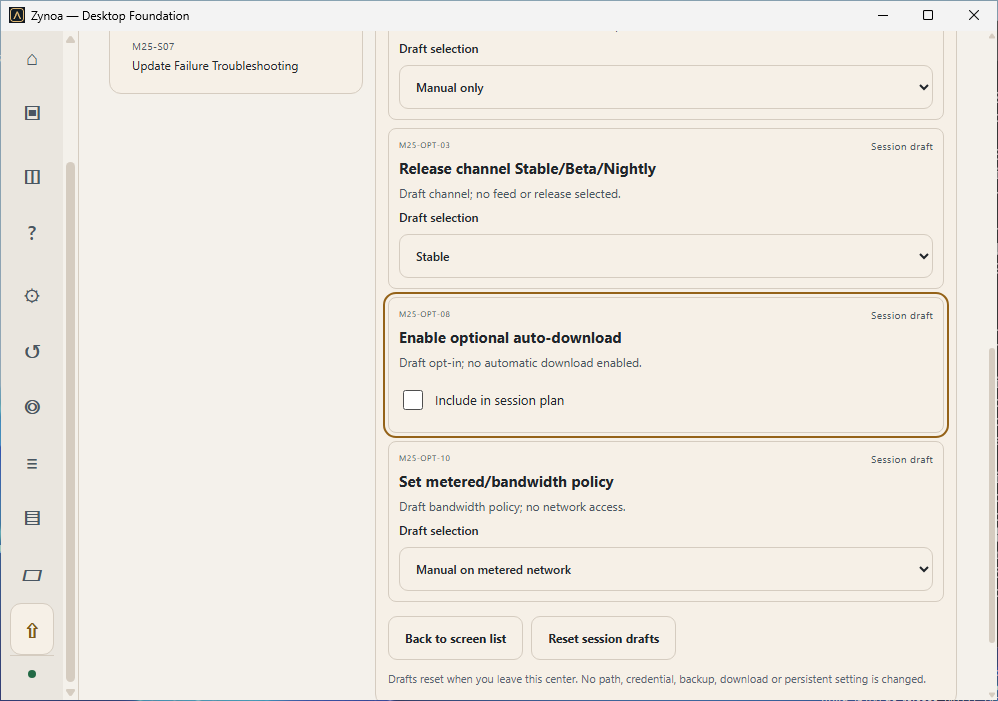 Zynoa — Desktop Foundation
M25-S07
Update Failure Troubleshooting
Draft selection
Manual only
M25-OPT-03
Session draft
Release channel Stable/Beta/Nightly
Draft channel; no feed or release selected.
Draft selection
Stable
M25-OPT-08
Session draft
Enable optional auto-download
Draft opt-in; no automatic download enabled.
Include in session plan
M25-OPT-10
Session draft
Set metered/bandwidth policy
Draft bandwidth policy; no network access.
Draft selection
Manual on metered network
Back to screen list
Reset session drafts
Drafts reset when you leave this center. No path, credential, backup, download or persistent setting is changed.